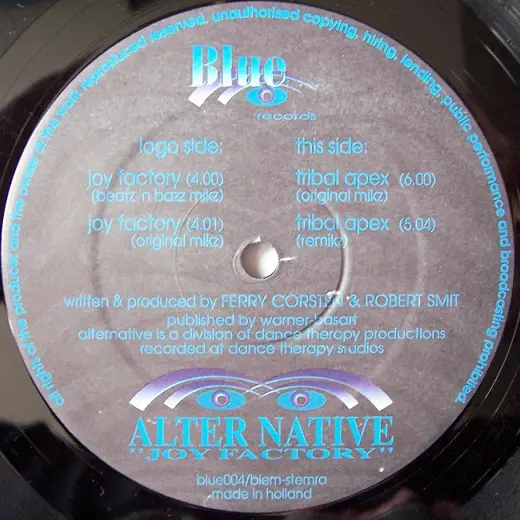 all rights of the producer and the owner of the work reproduced reserved. unauthorised copying, hiring, lending, public performance and broadcasting prohibited.
Blue
records
logo side:
joy factory (4.00)
(beatz 'n bazz mikz)
joy factory (4.01)
(original mikz)
this side:
tribal apex (6.00)
(original mikz)
tribal apex (5.04)
(remikz)
written & produced by FERRY CORSTEN & ROBERT SMIT
published by warner-basart
alternative is a division of dance therapy productions
recorded at dance therapy studios
ALTER NATIVE
"JOY FACTORY"
blue004/biem-stemra
made in holland